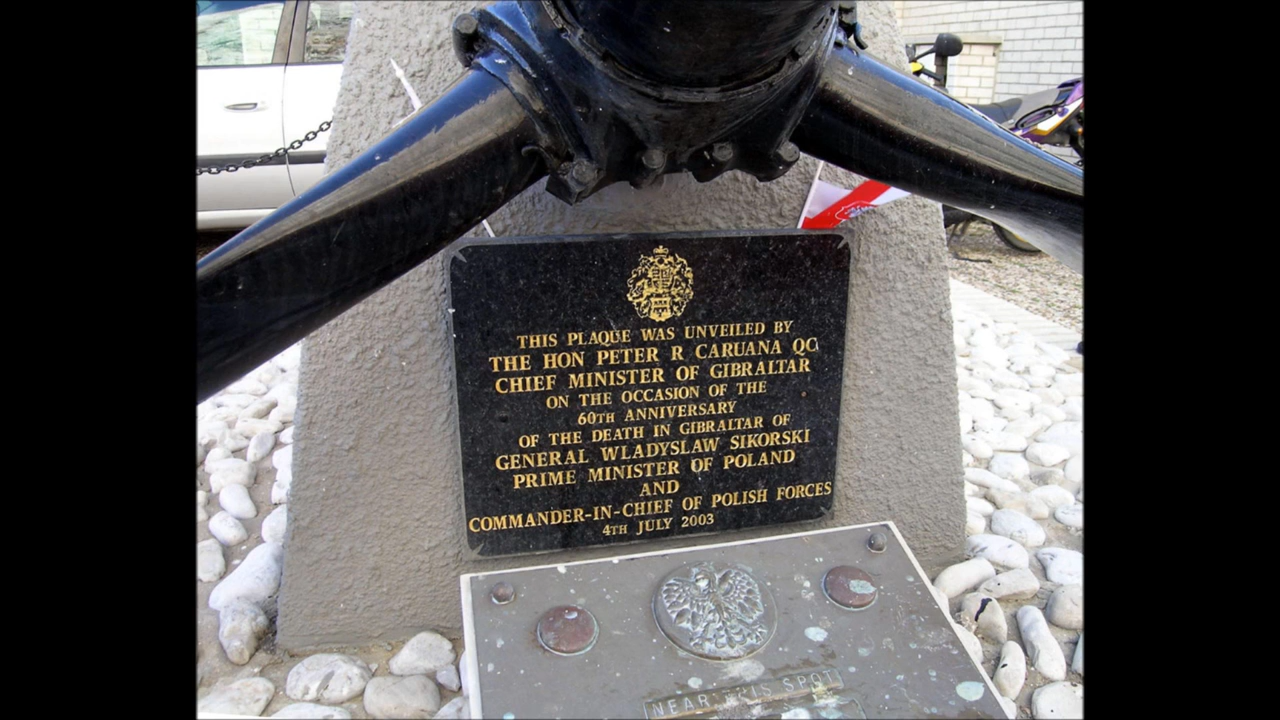 THIS PLAQUE WAS UNVEILED BY
THE HON PETER R CARUANA QC
CHIEF MINISTER OF GIBRALTAR
ON THE OCCASION OF THE
60TH ANNIVERSARY
OF THE DEATH IN GIBRALTAR OF
GENERAL WLADYSLAW SIKORSKI
PRIME MINISTER OF POLAND
AND
COMMANDER-IN-CHIEF OF POLISH FORCES
4TH JULY 2003
NEAR THIS SPOT